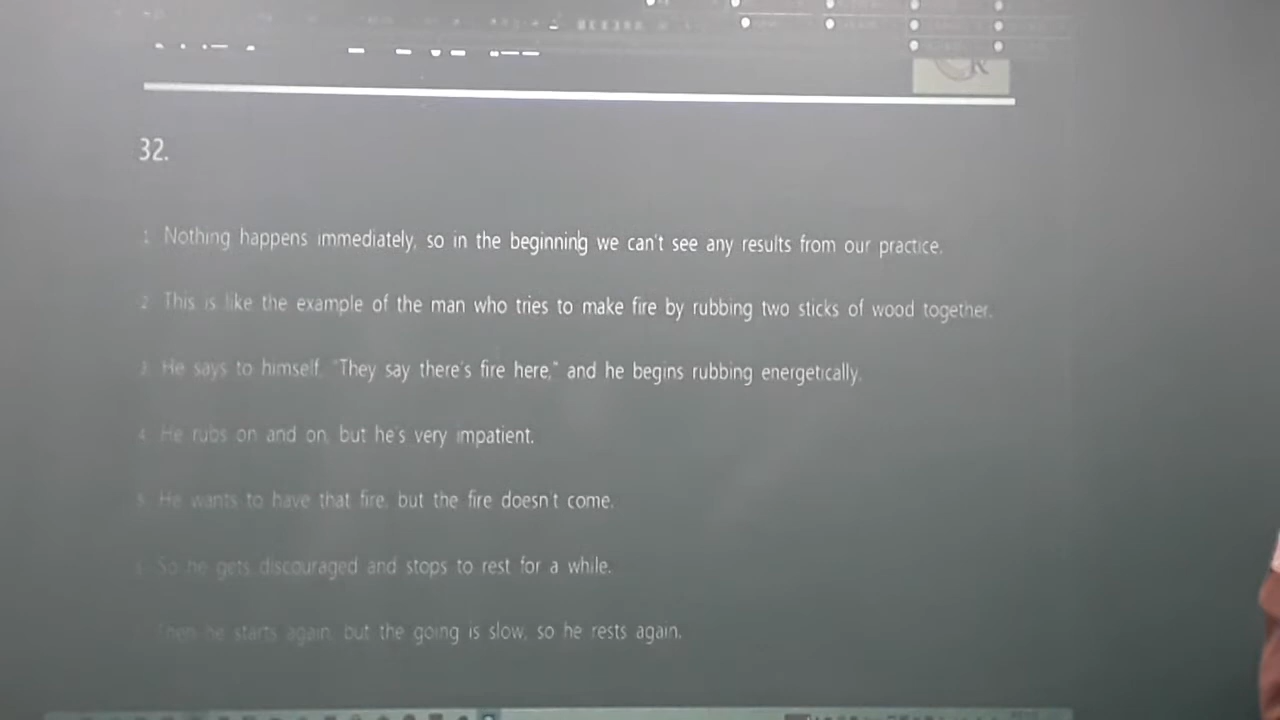 32.
1 Nothing happens immediately, so in the beginning we can't see any results from our practice.
2 This is like the example of the man who tries to make fire by rubbing two sticks of wood together.
3 He says to himself, "They say there's fire here," and he begins rubbing energetically.
4 He rubs on and on, but he's very impatient.
5 He wants to have that fire, but the fire doesn't come.
So he gets discouraged and stops to rest for a while.
Then he starts again, but the going is slow, so he rests again.